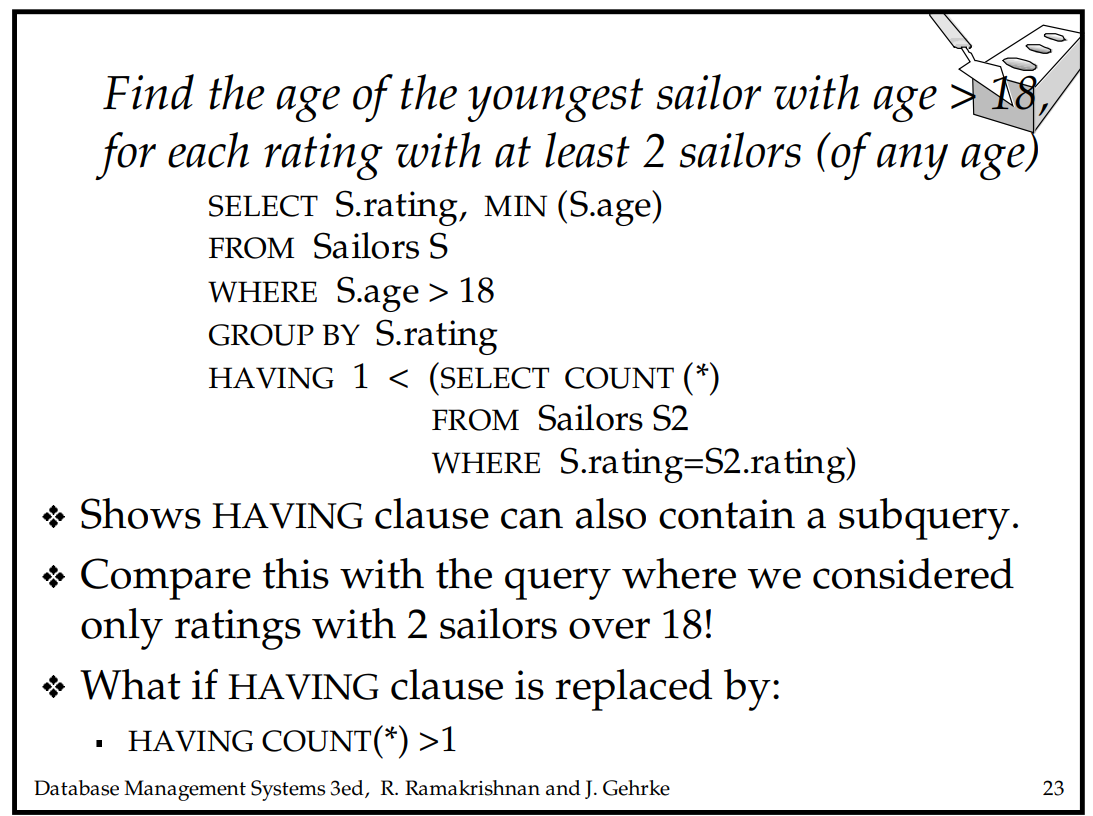 Find the age of the youngest sailor with age > 18,
for each rating with at least 2 sailors (of any age)
SELECT S.rating, MIN (S.age)
FROM Sailors S
WHERE S.age > 18
GROUP BY S.rating
HAVING 1 < (SELECT COUNT (*)
FROM Sailors S2
WHERE S.rating=S2.rating)
❖ Shows HAVING clause can also contain a subquery.
❖ Compare this with the query where we considered
only ratings with 2 sailors over 18!
❖ What if HAVING clause is replaced by:
▪ HAVING COUNT(*) >1
Database Management Systems 3ed, R. Ramakrishnan and J. Gehrke 23